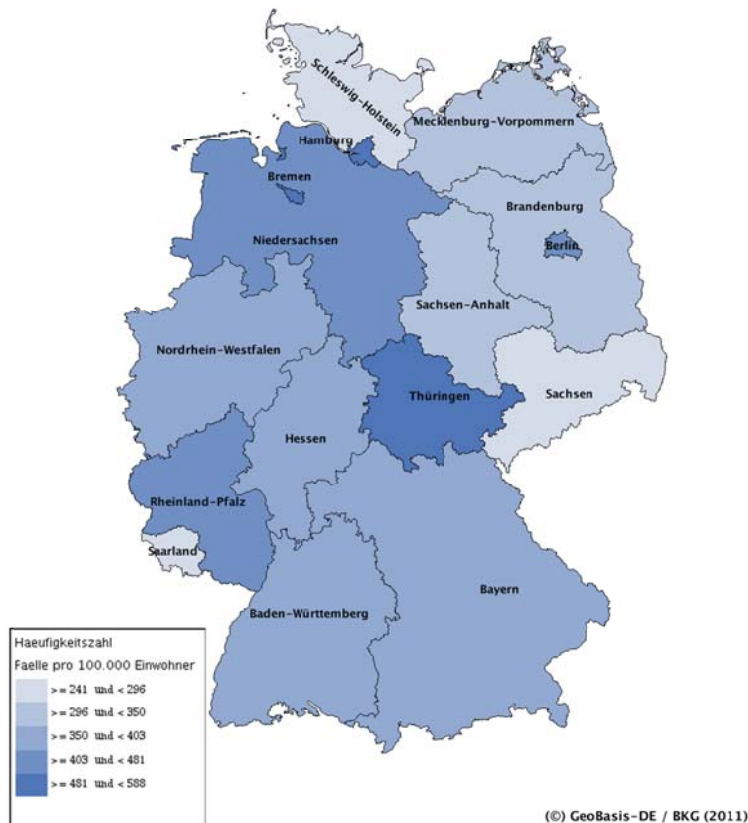 Schleswig-Holstein
Mecklenburg-Vorpommern
Hamburg
Bremen
Brandenburg
Niedersachsen
Berlin
Sachsen-Anhalt
Nordrhein-Westfalen
Thüringen
Sachsen
Hessen
Rheinland-Pfalz
Saarland
Bayern
Baden-Württemberg
Haeufigkeitszahl
Faelle pro 100.000 Einwohner
>= 241 und < 296
>= 296 und < 350
>= 350 und < 403
>= 403 und < 481
>= 481 und < 588
(©) GeoBasis-DE / BKG (2011)